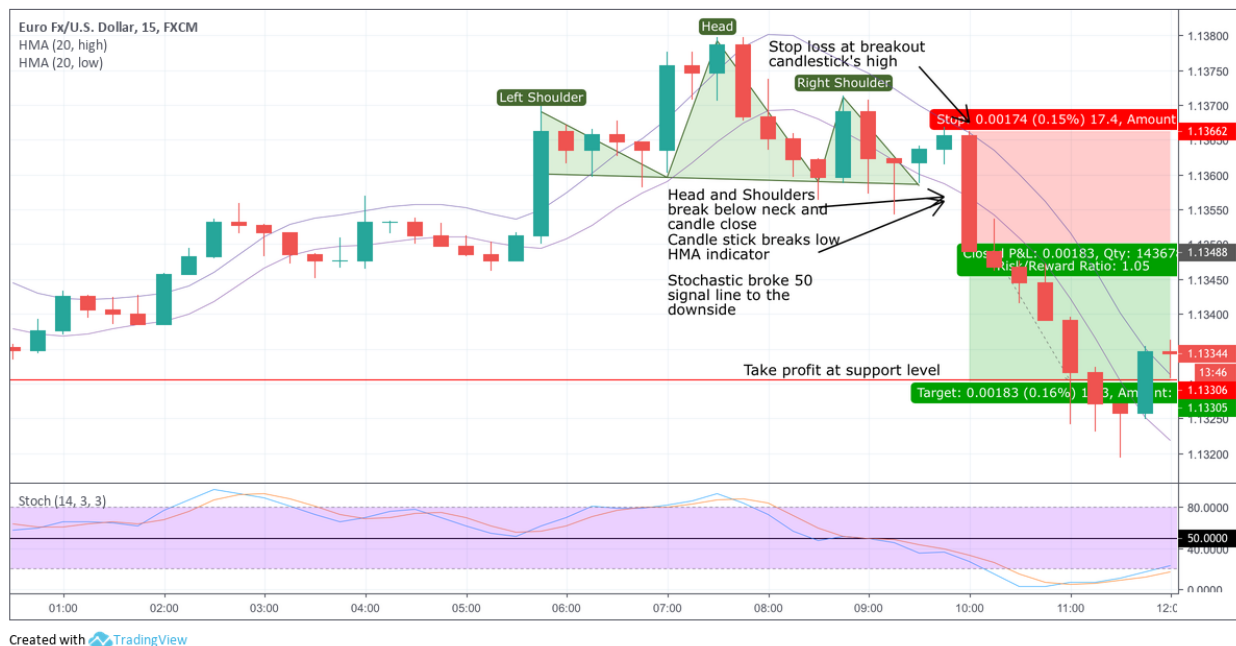 Euro Fx/U.S. Dollar, 15, FXCM
HMA (20, high)
HMA (20, low)
Head
Stop loss at breakout
candlestick's high
Left Shoulder
Right Shoulder
Stop: 0.00174 (0.15%) 17.4, Amount
Head and Shoulders
break below neck and
candle close
Candle stick breaks low
HMA indicator
Stochastic broke 50
signal line to the
downside
Closed P&L: 0.00183, Qty: 14367
Risk/Reward Ratio: 1.05
Take profit at support level
Target: 0.00183 (0.16%) Amount:
1.13800
1.13750
1.13700
1.13662
1.13650
1.13600
1.13550
1.13488
1.13450
1.13400
1.13344
13:46
1.13306
1.13305
1.13250
1.13200
Stoch (14, 3, 3)
80.0000
50.0000
40.0000
0.0000
01:00 02:00 03:00 04:00 05:00 06:00 07:00 08:00 09:00 10:00 11:00
Created with TradingView